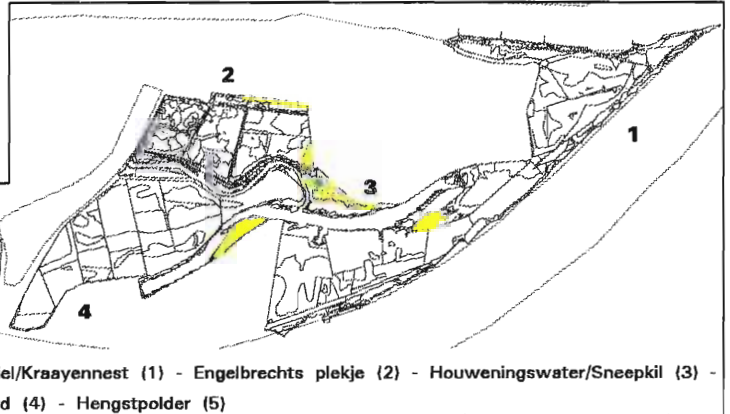 2
1
3
4
el/Kraayennest (1) - Engelbrechts plekje (2) - Houweningswater/Sneepkil (3) -
d (4) - Hengstpolder (5)